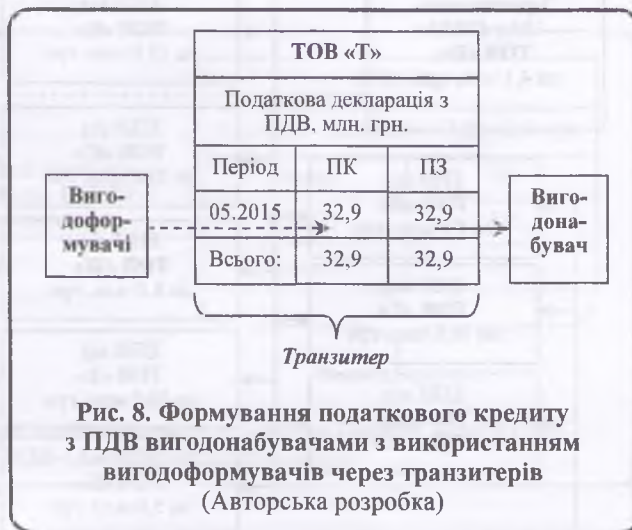 ТОВ «Т»
Податкова декларація з
ПДВ, млн. грн.
Період ПК ПЗ
05.2015 32,9 32,9
Всього: 32,9 32,9
Виго-
доформувачі
Виго-
дона-
бувач
Транзитер
Рис. 8. Формування податкового кредиту
з ПДВ вигодонабувачами з використанням
вигодоформувачів через транзитерів
(Авторська розробка)